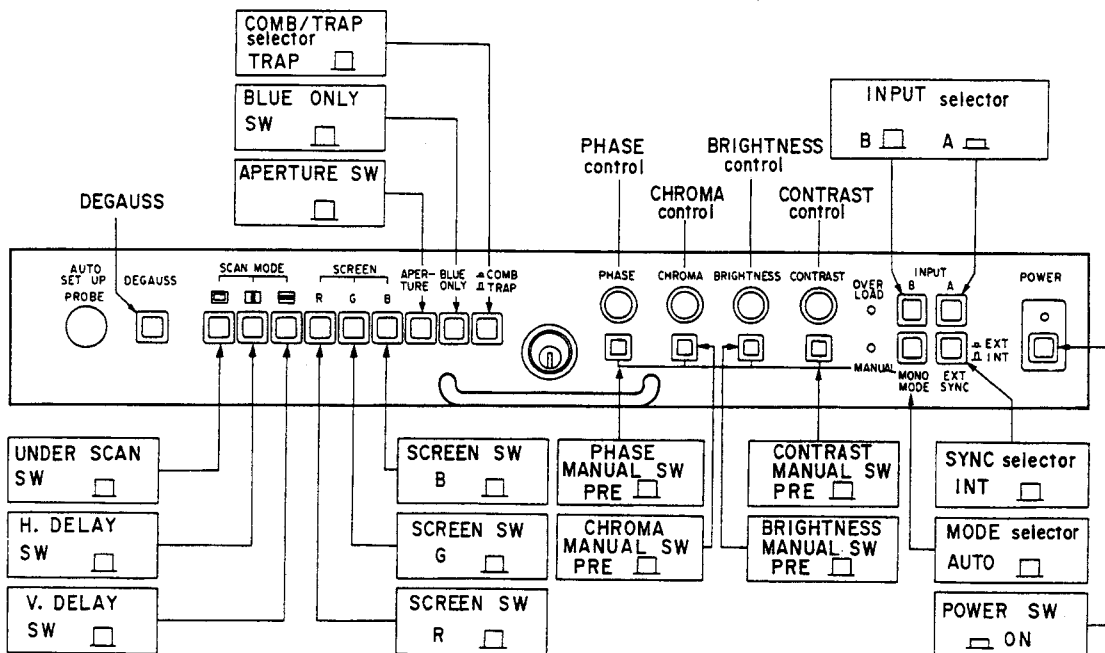 COMB/TRAP
selector
TRAP
BLUE ONLY
SW
APERTURE SW
DEGAUSS
PHASE
control
CHROMA
control
BRIGHTNESS
control
CONTRAST
control
INPUT selector
B A
AUTO
SET UP
PROBE
DEGAUSS
SCAN MODE
SCREEN
R G B
APER-
TURE
BLUE
ONLY
COMB
TRAP
PHASE
CHROMA
BRIGHTNESS
CONTRAST
OVER
LOAD
MANUAL
INPUT
B A
MONO
MODE
EXT
SYNC
EXT
INT
POWER
UNDER SCAN
SW
H. DELAY
SW
V. DELAY
SW
SCREEN SW
B
SCREEN SW
G
SCREEN SW
R
PHASE
MANUAL SW
PRE
CHROMA
MANUAL SW
PRE
CONTRAST
MANUAL SW
PRE
BRIGHTNESS
MANUAL SW
PRE
SYNC selector
INT
MODE selector
AUTO
POWER SW
ON